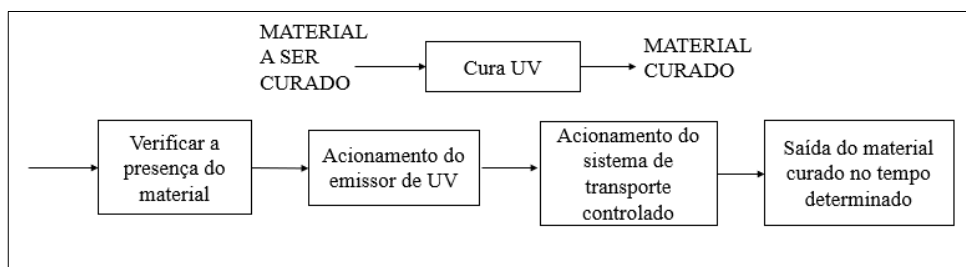 MATERIAL
A SER
CURADO
Cura UV
MATERIAL
CURADO
Verificar a
presença do
material
Acionamento do
emissor de UV
Acionamento do
sistema de
transporte
controlado
Saída do material
curado no tempo
determinado